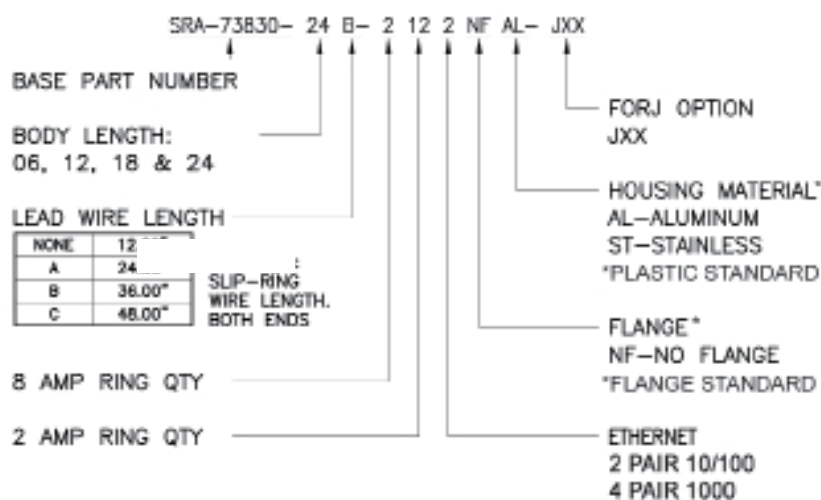 SRA-73830- 24 B- 2 12 2 NF AL- JXX
BASE PART NUMBER
BODY LENGTH:
06, 12, 18 & 24
LEAD WIRE LENGTH
NONE 12
A 24
B 36.00"
C 48.00"
SLIP-RING
WIRE LENGTH.
BOTH ENDS
8 AMP RING QTY
2 AMP RING QTY
FORJ OPTION
JXX
HOUSING MATERIAL*
AL-ALUMINUM
ST-STAINLESS
*PLASTIC STANDARD
FLANGE*
NF-NO FLANGE
*FLANGE STANDARD
ETHERNET
2 PAIR 10/100
4 PAIR 1000